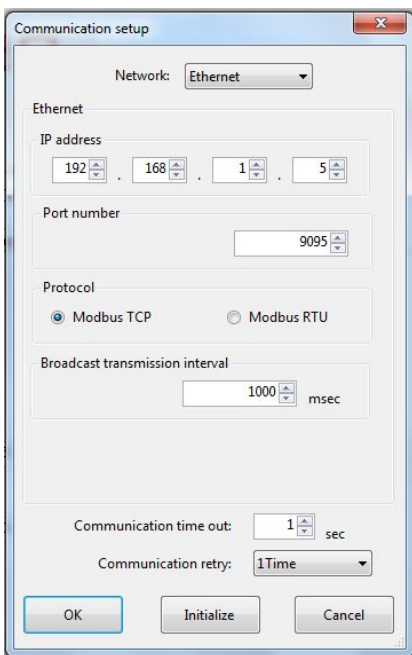 Communication setup
Network: Ethernet
Ethernet
IP address
192 . 168 . 1 . 5
Port number
9095
Protocol
Modbus TCP Modbus RTU
Broadcast transmission interval
1000 msec
Communication time out: 1 sec
Communication retry: 1Time
OK Initialize Cancel